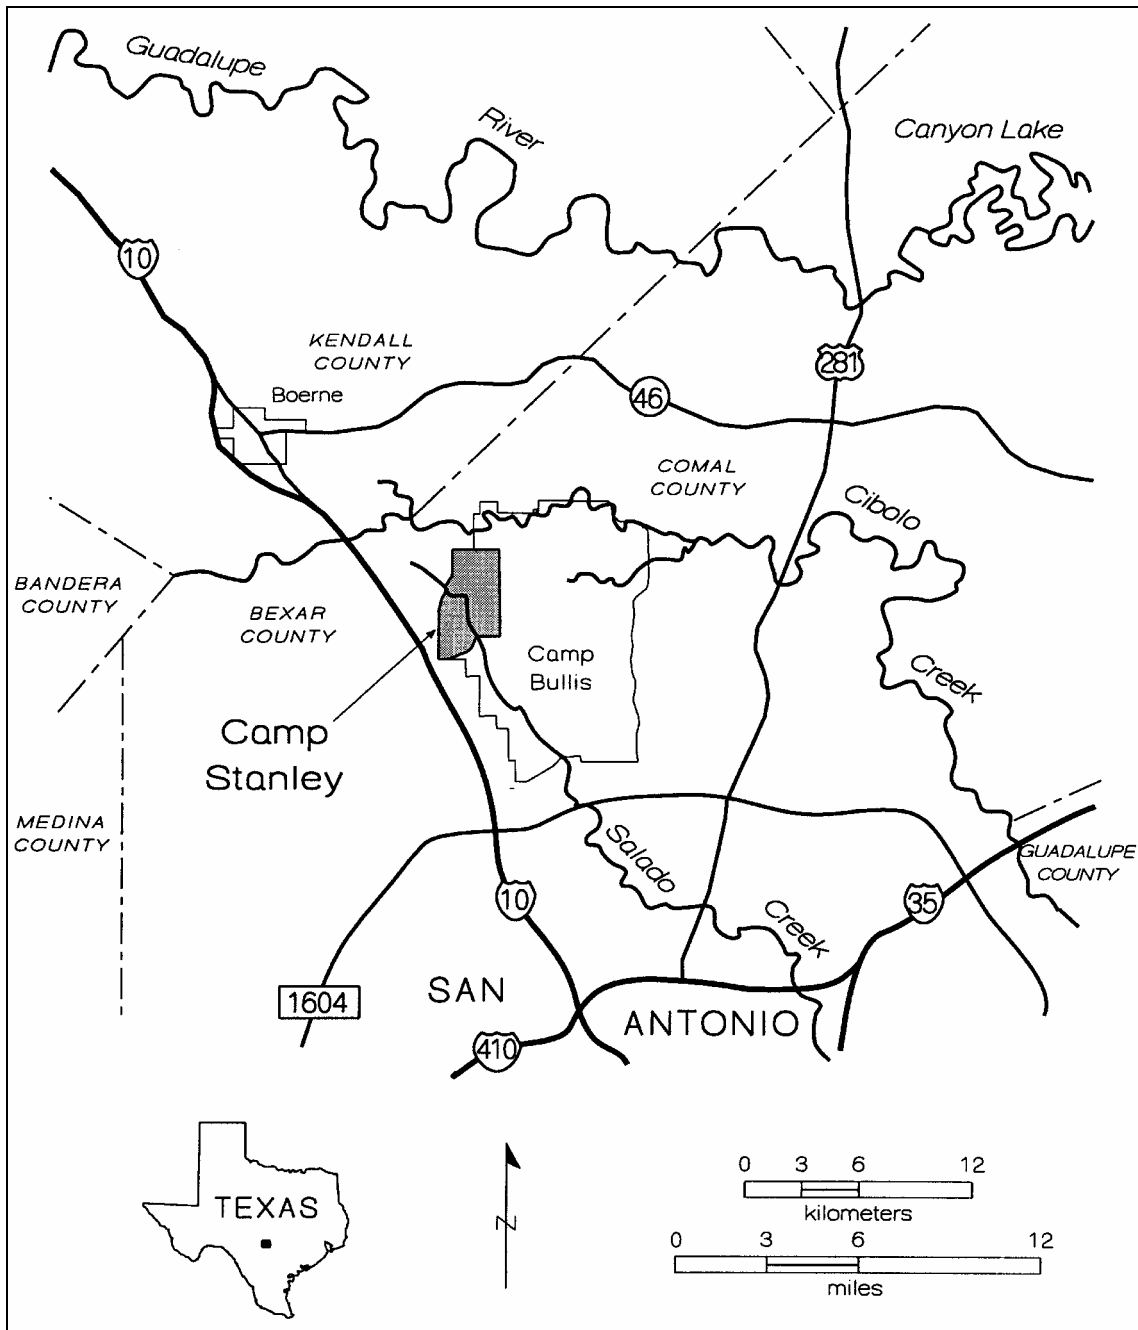 Guadalupe
River
Canyon Lake
10
KENDALL
COUNTY
281
Boerne
46
COMAL
COUNTY
Cibolo
BANDERA
COUNTY
BEXAR
COUNTY
Camp
Bullis
Creek
Camp
Stanley
MEDINA
COUNTY
Salado
GUADALUPE
COUNTY
10
35
Creek
1604
SAN
ANTONIO
410
TEXAS
N
0 3 6 12
kilometers
0 3 6 12
miles